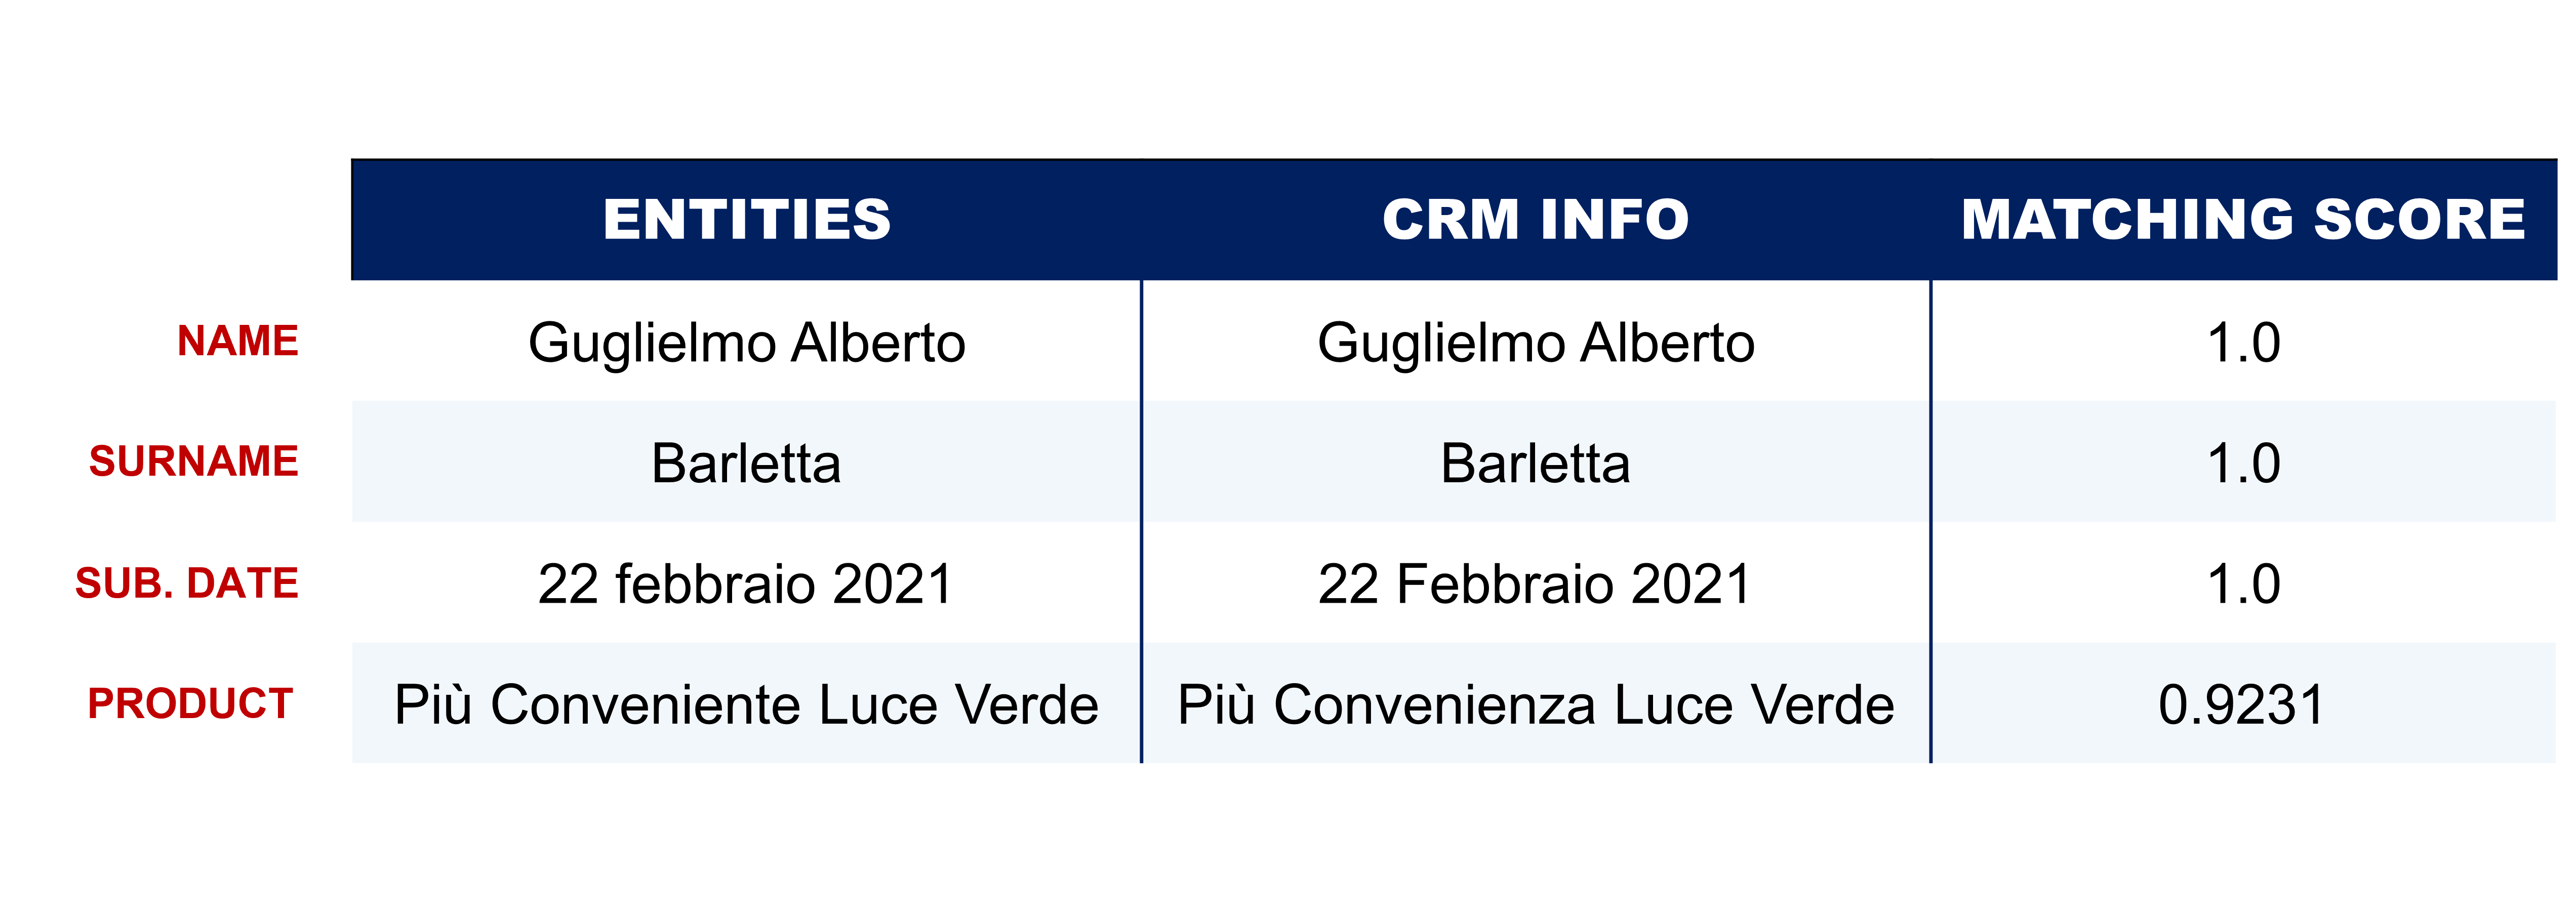 ENTITIES CRM INFO MATCHING SCORE
NAME Guglielmo Alberto Guglielmo Alberto 1.0
SURNAME Barletta Barletta 1.0
SUB. DATE 22 febbraio 2021 22 Febbraio 2021 1.0
PRODUCT Più Conveniente Luce Verde Più Convenienza Luce Verde 0.9231